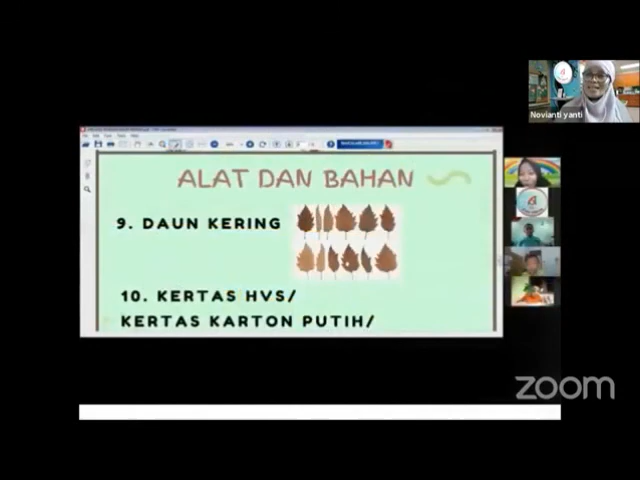 Novianti yanti
ALAT DAN BAHAN
9. DAUN KERING
10. KERTAS HVS/
KERTAS KARTON PUTIH/
zoom